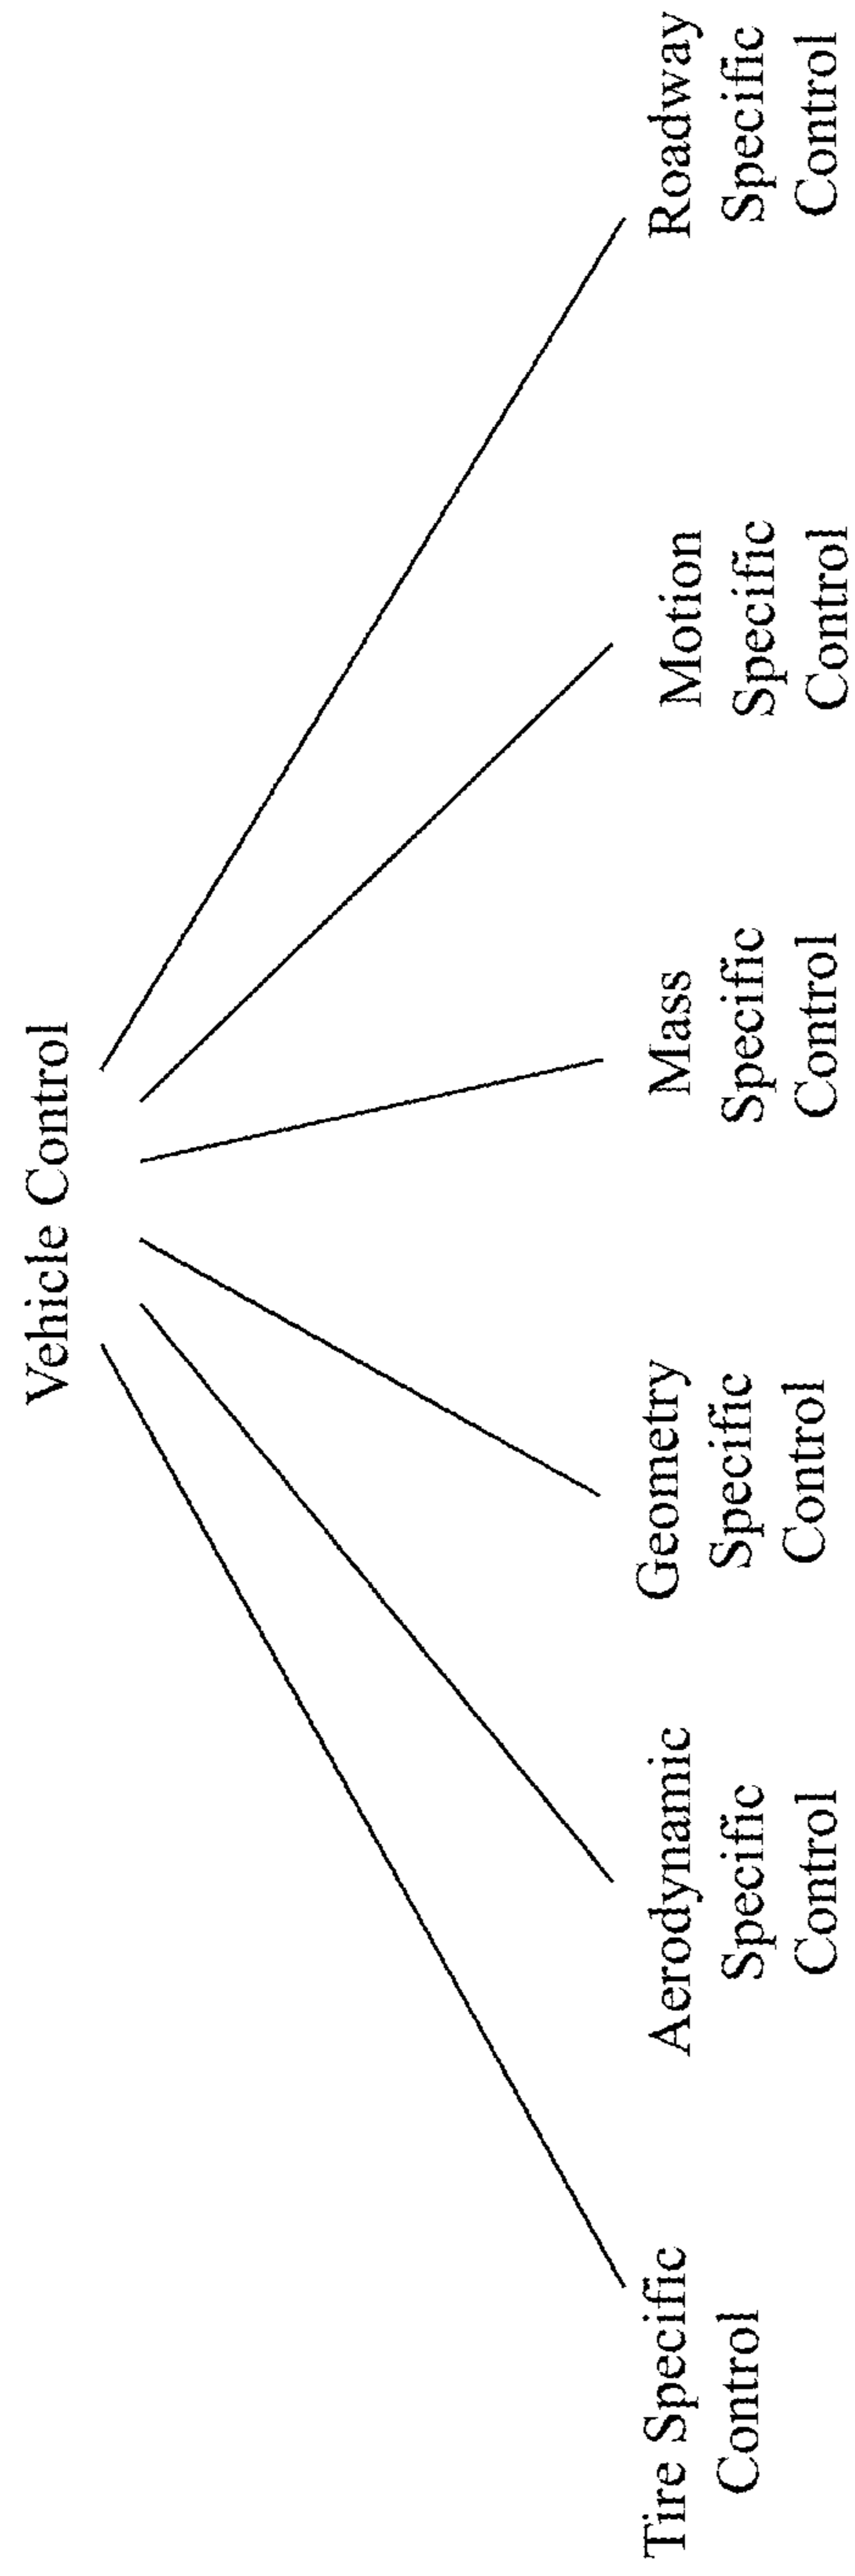 Vehicle Control
Tire Specific
Control
Aerodynamic
Specific
Control
Geometry
Specific
Control
Mass
Specific
Control
Motion
Specific
Control
Roadway
Specific
Control